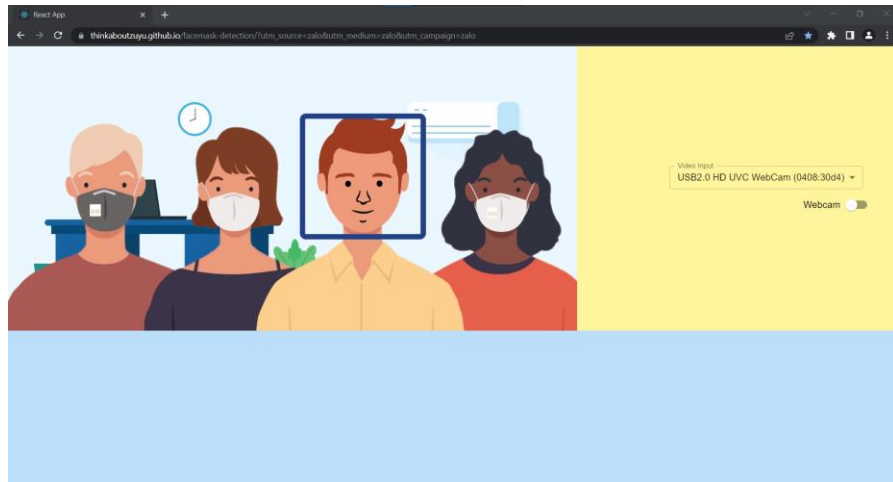 React App
thinkaboutzuyu.github.io/facemask-detection/?utm_source=zalo&utm_medium=zalo&utm_campaign=zalo
Video Input
USB2.0 HD UVC WebCam (0408:30d4)
Webcam